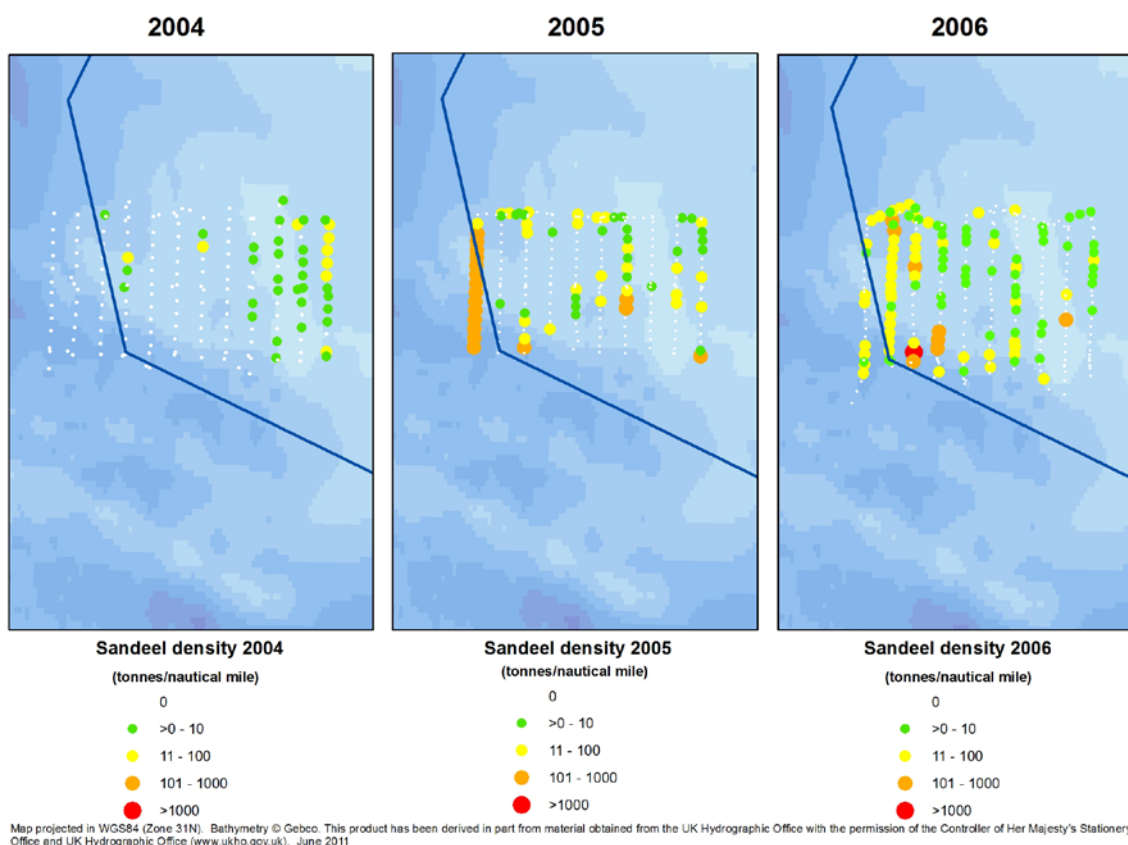 2004
2005
2006
Sandeel density 2004
(tonnes/nautical mile)
0
>0 - 10
11 - 100
101 - 1000
>1000
Sandeel density 2005
(tonnes/nautical mile)
0
>0 - 10
11 - 100
101 - 1000
>1000
Sandeel density 2006
(tonnes/nautical mile)
0
>0 - 10
11 - 100
101 - 1000
>1000
Map projected in WGS84 (Zone 31N). Bathymetry © Gebco. This product has been derived in part from material obtained from the UK Hydrographic Office with the permission of the Controller of Her Majesty's Stationery
Office and UK Hydrographic Office (www.ukho.gov.uk). June 2011